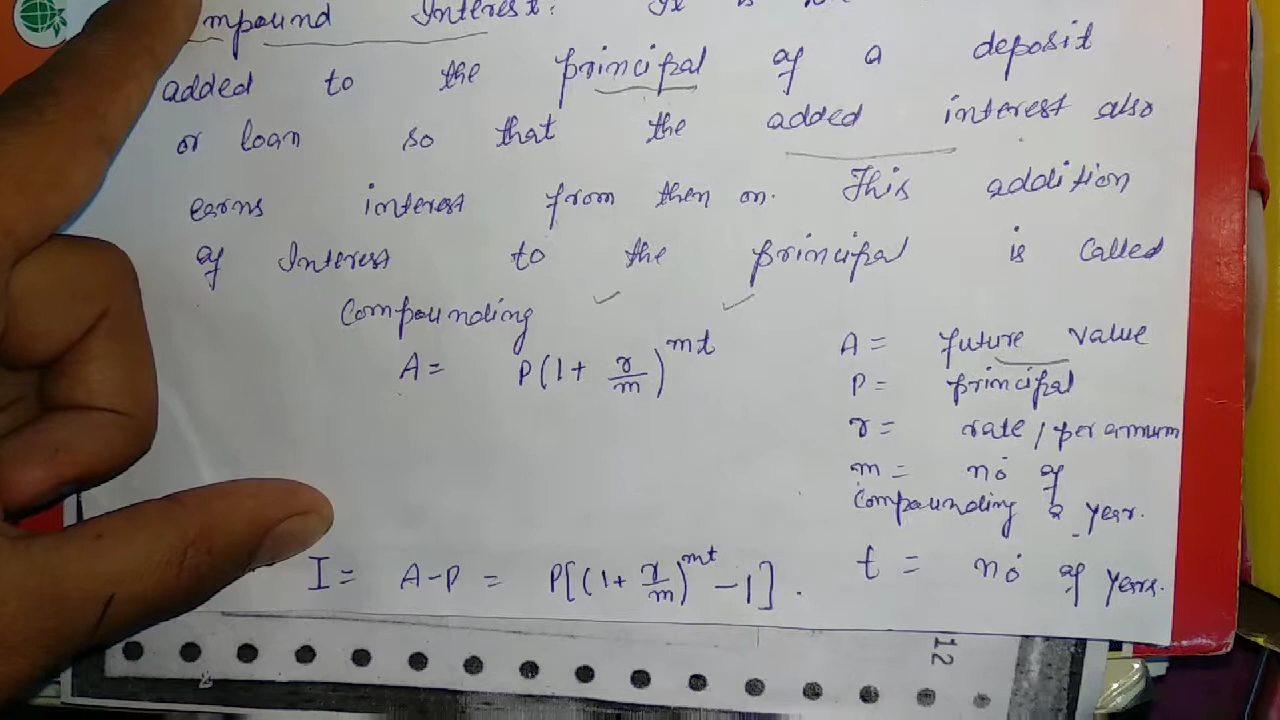 mpound Interest: It is
added to the principal of a deposit
or loan so that the added interest also
earns interest from then on. This addition
of Interest to the principal is Called
Compounding
A = P(1 + r/m)^mt
A = future value
P = principal
r = rate / per annum
m = no of
Compounding a year.
t = no of years.
I = A-P = P[(1 + r/m)^mt - 1].
12